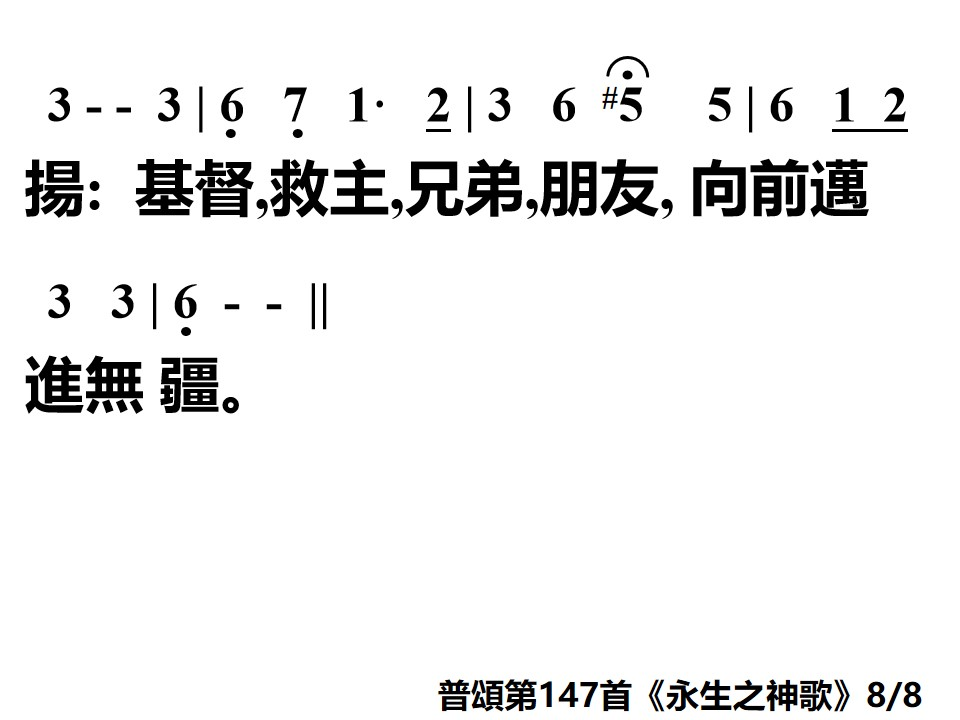 3 - - 3 | 6̣ 7̣ 1· 2 | 3 6 #5 5 | 6 1 2
揚: 基督,救主,兄弟,朋友, 向前邁
3 3 | 6̣ - - ||
進無 疆。
普頌第147首《永生之神歌》8/8